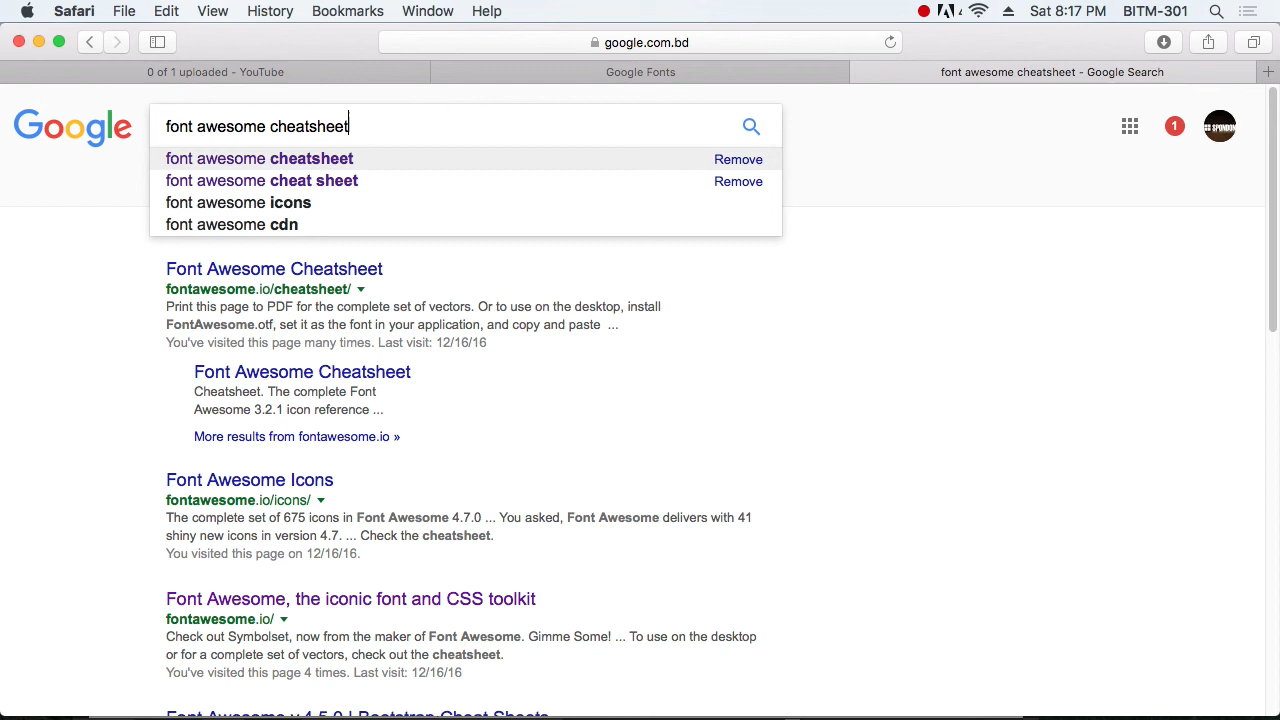 Safari File Edit View History Bookmarks Window Help Sat 8:17 PM BITM-301
google.com.bd
0 of 1 uploaded - YouTube Google Fonts font awesome cheatsheet - Google Search
Google font awesome cheatsheet 1 SPONDON
font awesome cheatsheet Remove
font awesome cheat sheet Remove
font awesome icons
font awesome cdn
Font Awesome Cheatsheet
fontawesome.io/cheatsheet/
Print this page to PDF for the complete set of vectors. Or to use on the desktop, install
FontAwesome.otf, set it as the font in your application, and copy and paste ...
You've visited this page many times. Last visit: 12/16/16
Font Awesome Cheatsheet
Cheatsheet. The complete Font
Awesome 3.2.1 icon reference ...
More results from fontawesome.io »
Font Awesome Icons
fontawesome.io/icons/
The complete set of 675 icons in Font Awesome 4.7.0 ... You asked, Font Awesome delivers with 41
shiny new icons in version 4.7. ... Check the cheatsheet.
You visited this page on 12/16/16.
Font Awesome, the iconic font and CSS toolkit
fontawesome.io/
Check out Symbolset, now from the maker of Font Awesome. Gimme Some! ... To use on the desktop
or for a complete set of vectors, check out the cheatsheet.
You've visited this page 4 times. Last visit: 12/16/16
Font Awesome v 4.5.0 | Bootstrap Cheat Sheets